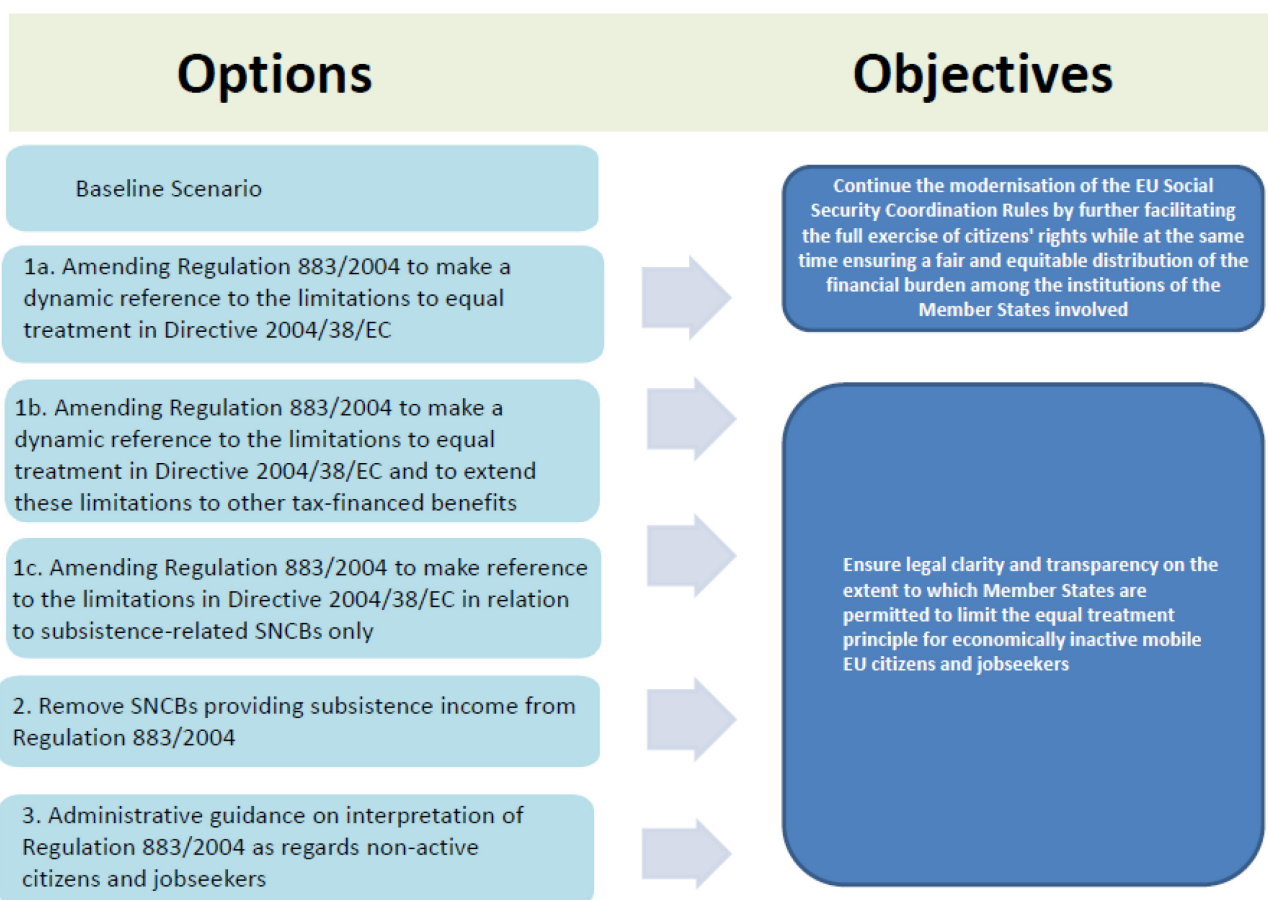 Options
Objectives
Baseline Scenario
1a. Amending Regulation 883/2004 to make a
dynamic reference to the limitations to equal
treatment in Directive 2004/38/EC
1b. Amending Regulation 883/2004 to make a
dynamic reference to the limitations to equal
treatment in Directive 2004/38/EC and to extend
these limitations to other tax-financed benefits
1c. Amending Regulation 883/2004 to make reference
to the limitations in Directive 2004/38/EC in relation
to subsistence-related SNCBs only
2. Remove SNCBs providing subsistence income from
Regulation 883/2004
3. Administrative guidance on interpretation of
Regulation 883/2004 as regards non-active
citizens and jobseekers
Continue the modernisation of the EU Social
Security Coordination Rules by further facilitating
the full exercise of citizens' rights while at the same
time ensuring a fair and equitable distribution of the
financial burden among the institutions of the
Member States involved
Ensure legal clarity and transparency on the
extent to which Member States are
permitted to limit the equal treatment
principle for economically inactive mobile
EU citizens and jobseekers